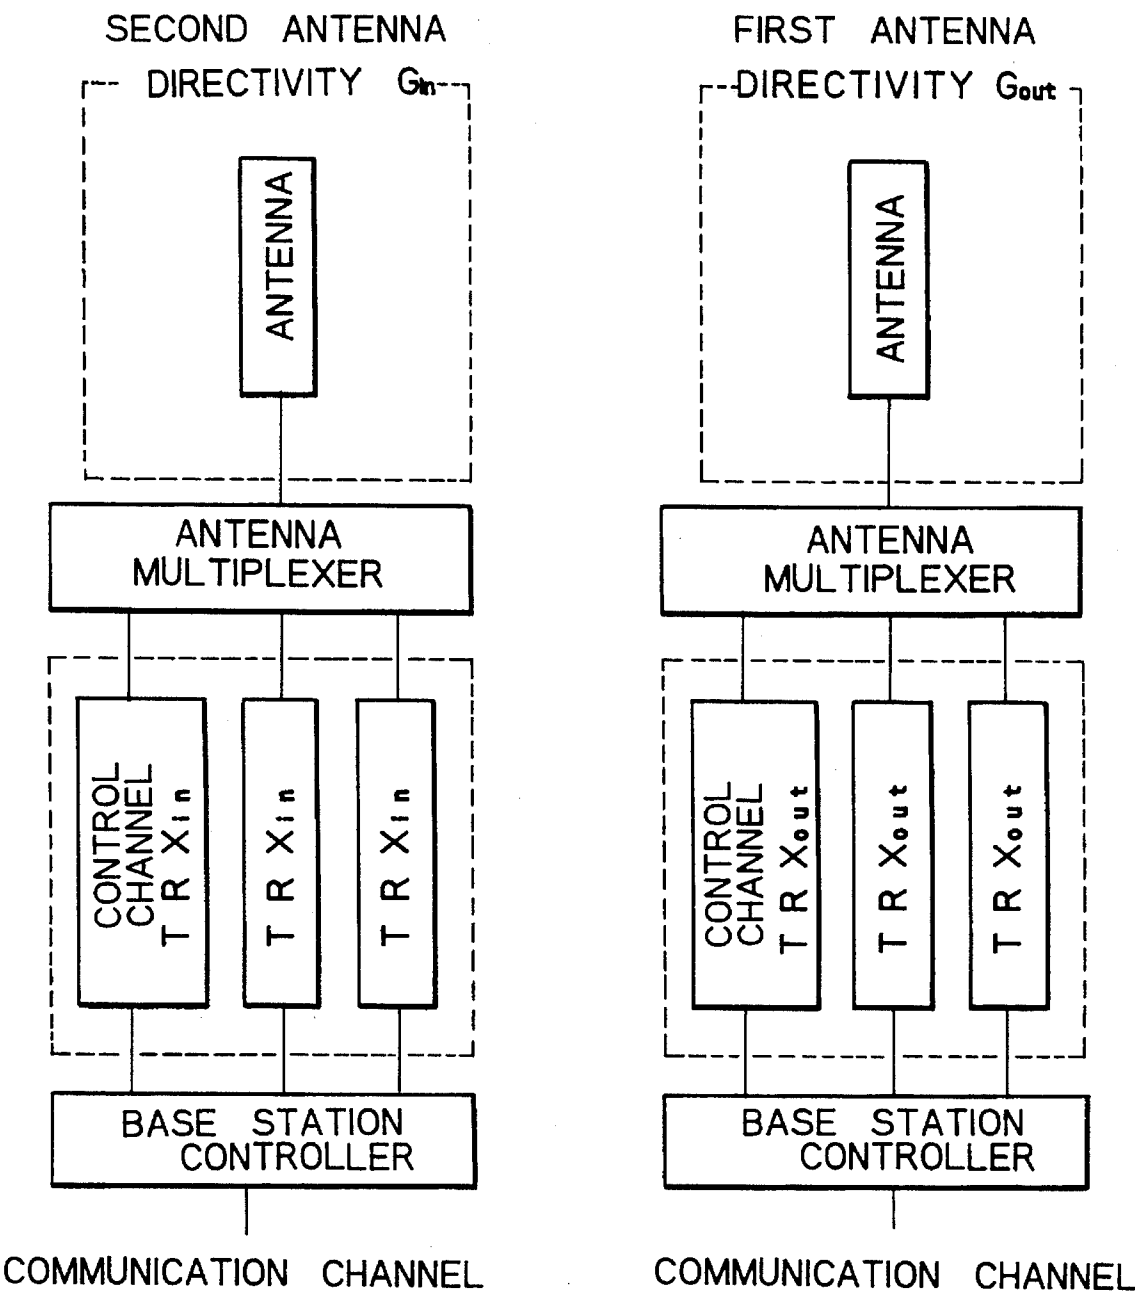 SECOND ANTENNA
DIRECTIVITY Gin
ANTENNA
ANTENNA
MULTIPLEXER
CONTROL
CHANNEL
TRXin
TRXin
TRXin
BASE STATION
CONTROLLER
COMMUNICATION CHANNEL
FIRST ANTENNA
DIRECTIVITY Gout
ANTENNA
ANTENNA
MULTIPLEXER
CONTROL
CHANNEL
TRXout
TRXout
TRXout
BASE STATION
CONTROLLER
COMMUNICATION CHANNEL